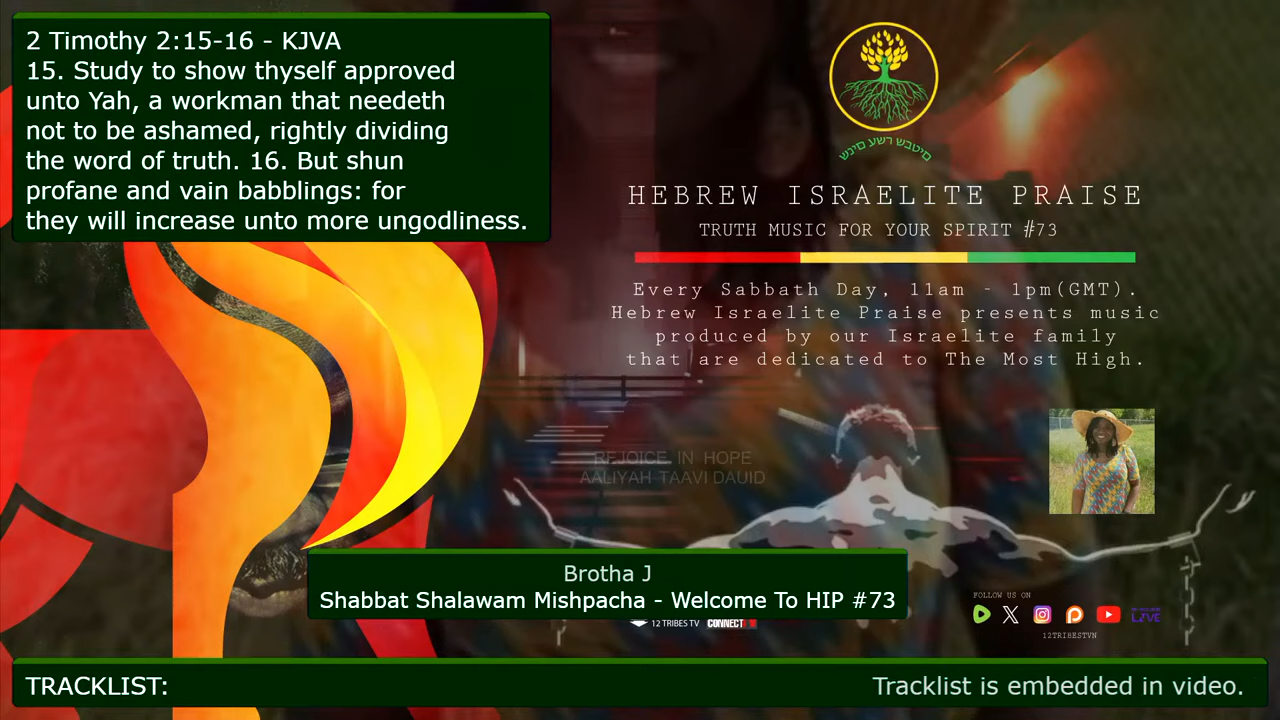 2 Timothy 2:15-16 - KJVA
15. Study to show thyself approved
unto Yah, a workman that needeth
not to be ashamed, rightly dividing
the word of truth. 16. But shun
profane and vain babblings: for
they will increase unto more ungodliness.
םיטבש רשע םינש
HEBREW ISRAELITE PRAISE
TRUTH MUSIC FOR YOUR SPIRIT #73
Every Sabbath Day, 11am - 1pm(GMT).
Hebrew Israelite Praise presents music
produced by our Israelite family
that are dedicated to The Most High.
REJOICE IN HOPE
AALIYAH TAAVI DAUID
Brotha J
Shabbat Shalawam Mishpacha - Welcome To HIP #73
12 TRIBES TV CONNECT
FOLLOW US ON
LIVE
12TRIBESTVN
TRACKLIST:
Tracklist is embedded in video.